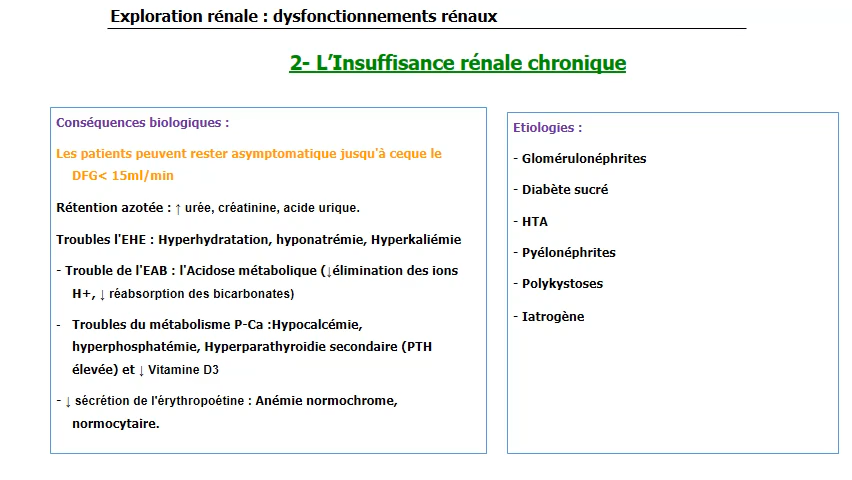 Exploration rénale : dysfonctionnements rénaux
2- L’Insuffisance rénale chronique
Conséquences biologiques :
Les patients peuvent rester asymptomatique jusqu'à ceque le
DFG< 15ml/min
Rétention azotée : ↑ urée, créatinine, acide urique.
Troubles l'EHE : Hyperhydratation, hyponatrémie, Hyperkaliémie
- Trouble de l'EAB : l'Acidose métabolique (↓élimination des ions
H+, ↓ réabsorption des bicarbonates)
- Troubles du métabolisme P-Ca :Hypocalcémie,
hyperphosphatémie, Hyperparathyroidie secondaire (PTH
élevée) et ↓ Vitamine D3
- ↓ sécrétion de l'érythropoétine : Anémie normochrome,
normocytaire.
Etiologies :
- Glomérulonéphrites
- Diabète sucré
- HTA
- Pyélonéphrites
- Polykystoses
- Iatrogène